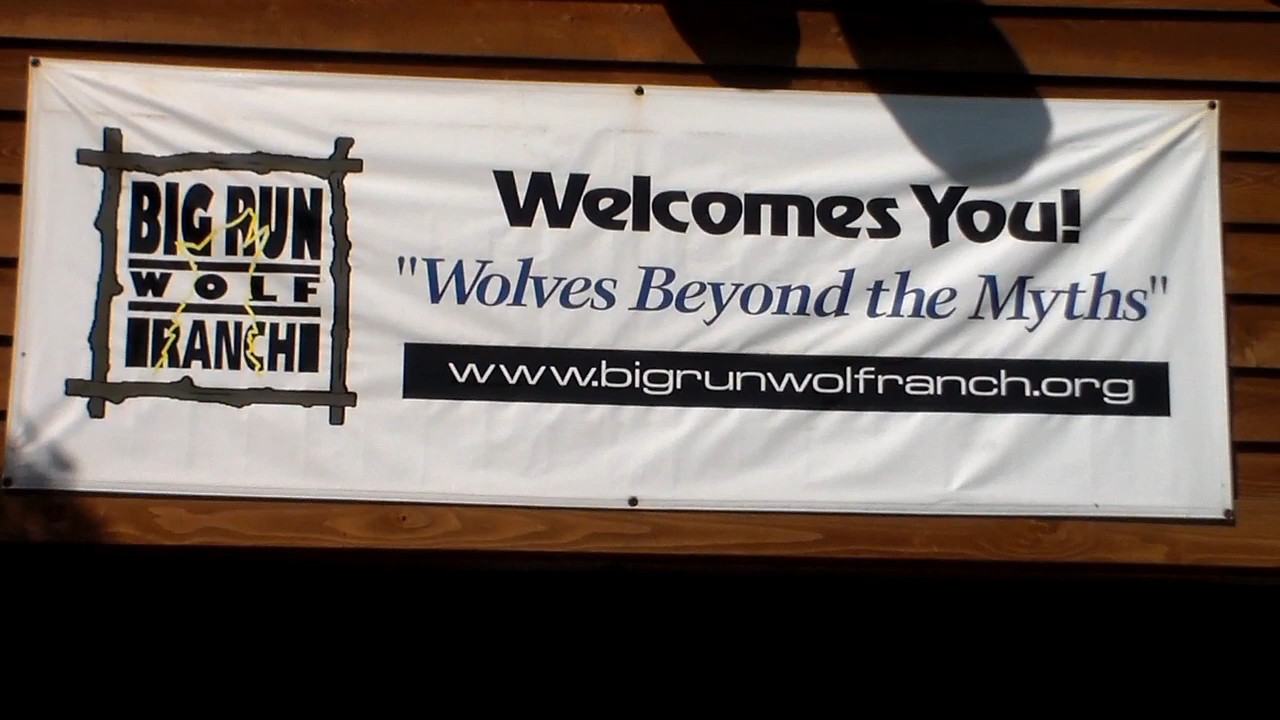 BIG RUN
WOLF
RANCH
Welcomes You!
"Wolves Beyond the Myths"
www.bigrunwolfranch.org